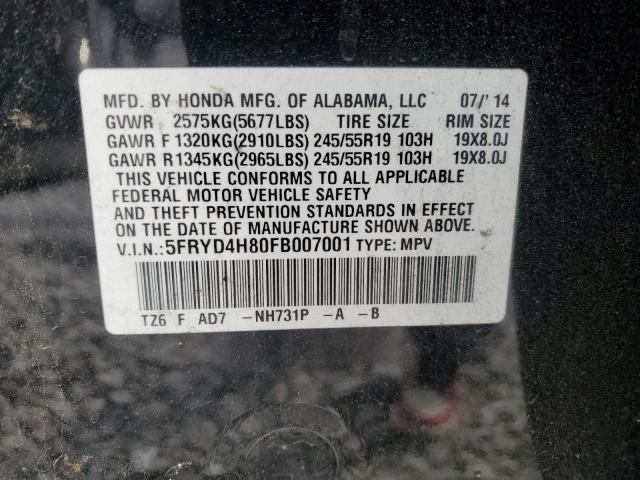 MFD. BY HONDA MFG. OF ALABAMA, LLC 07/'14
GVWR 2575KG(5677LBS) TIRE SIZE RIM SIZE
GAWR F 1320KG(2910LBS) 245/55R19 103H 19X8.0J
GAWR R1345KG(2965LBS) 245/55R19 103H 19X8.0J
THIS VEHICLE CONFORMS TO ALL APPLICABLE
FEDERAL MOTOR VEHICLE SAFETY
AND THEFT PREVENTION STANDARDS IN EFFECT
ON THE DATE OF MANUFACTURE SHOWN ABOVE.
V.I.N.: 5FRYD4H80FB007001 TYPE: MPV
TZ6 F AD7 -NH731P -A -B